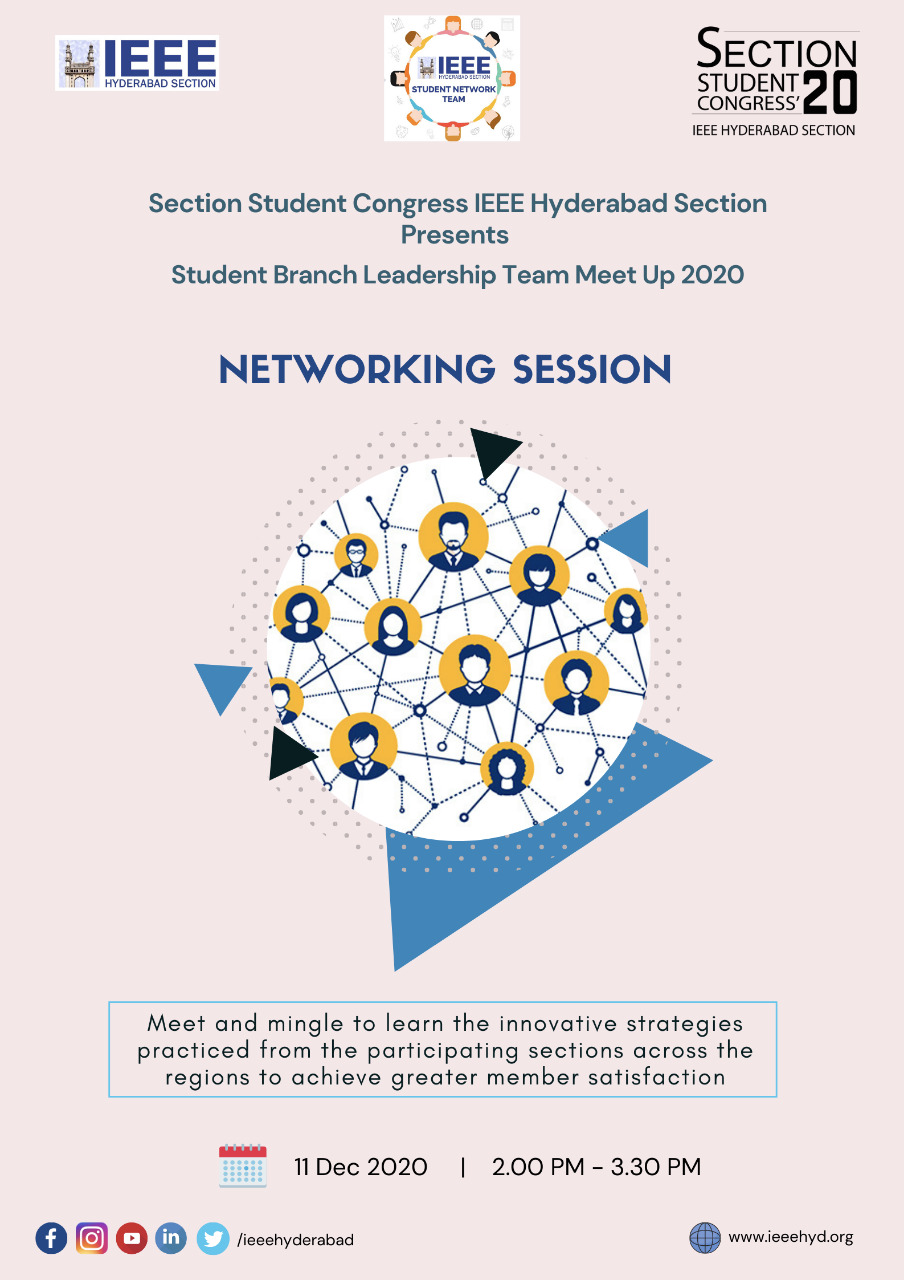 IEEE
HYDERABAD SECTION
IEEE
HYDERABAD SECTION
STUDENT NETWORK
TEAM
SECTION
STUDENT
CONGRESS' 20
IEEE HYDERABAD SECTION
Section Student Congress IEEE Hyderabad Section
Presents
Student Branch Leadership Team Meet Up 2020
NETWORKING SESSION
Meet and mingle to learn the innovative strategies
practiced from the participating sections across the
regions to achieve greater member satisfaction
11 Dec 2020 | 2.00 PM - 3.30 PM
/ieeehyderabad
www.ieeehyd.org